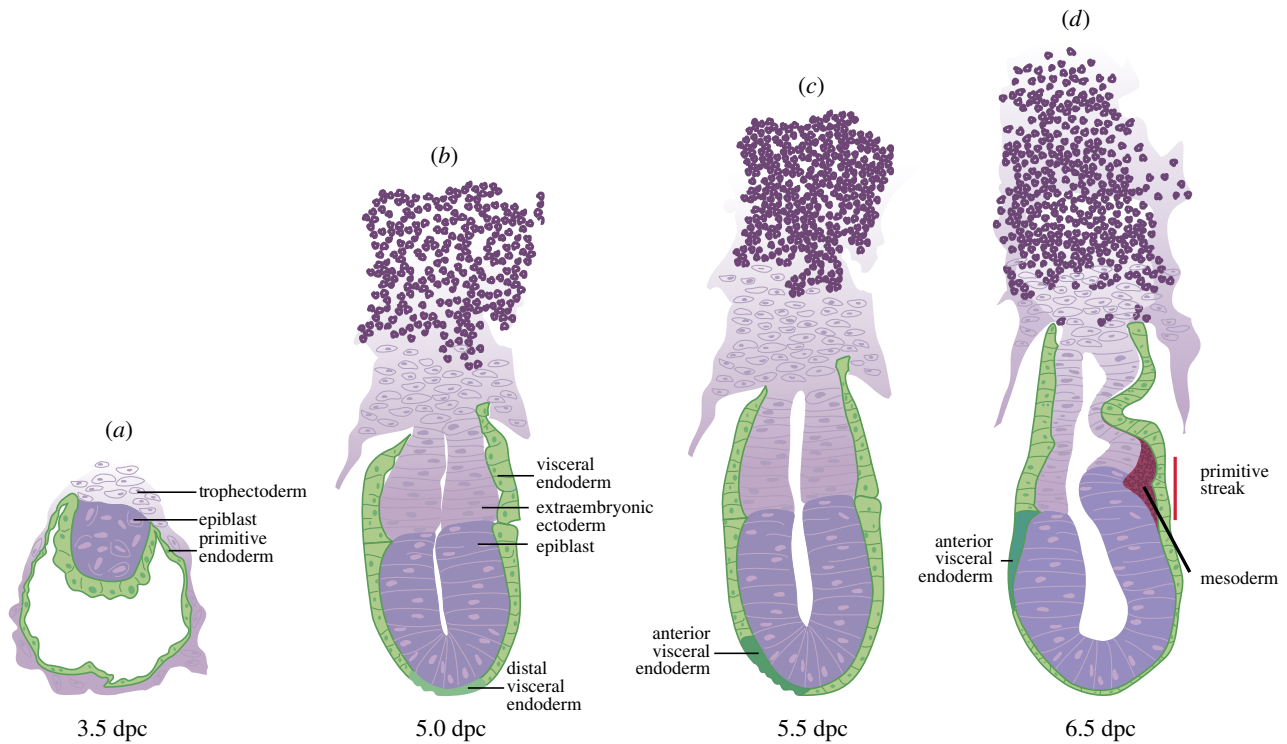 (a)
trophectoderm
epiblast
primitive
endoderm
3.5 dpc
(b)
visceral
endoderm
extraembryonic
ectoderm
epiblast
distal
visceral
endoderm
5.0 dpc
(c)
anterior
visceral
endoderm
5.5 dpc
(d)
primitive
streak
anterior
visceral
endoderm
mesoderm
6.5 dpc